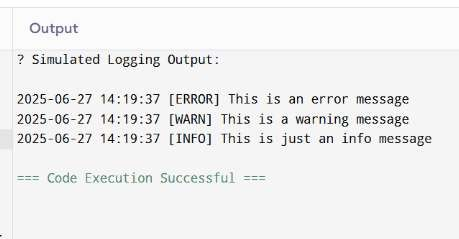 Output
? Simulated Logging Output:
2025-06-27 14:19:37 [ERROR] This is an error message
2025-06-27 14:19:37 [WARN] This is a warning message
2025-06-27 14:19:37 [INFO] This is just an info message
=== Code Execution Successful ===